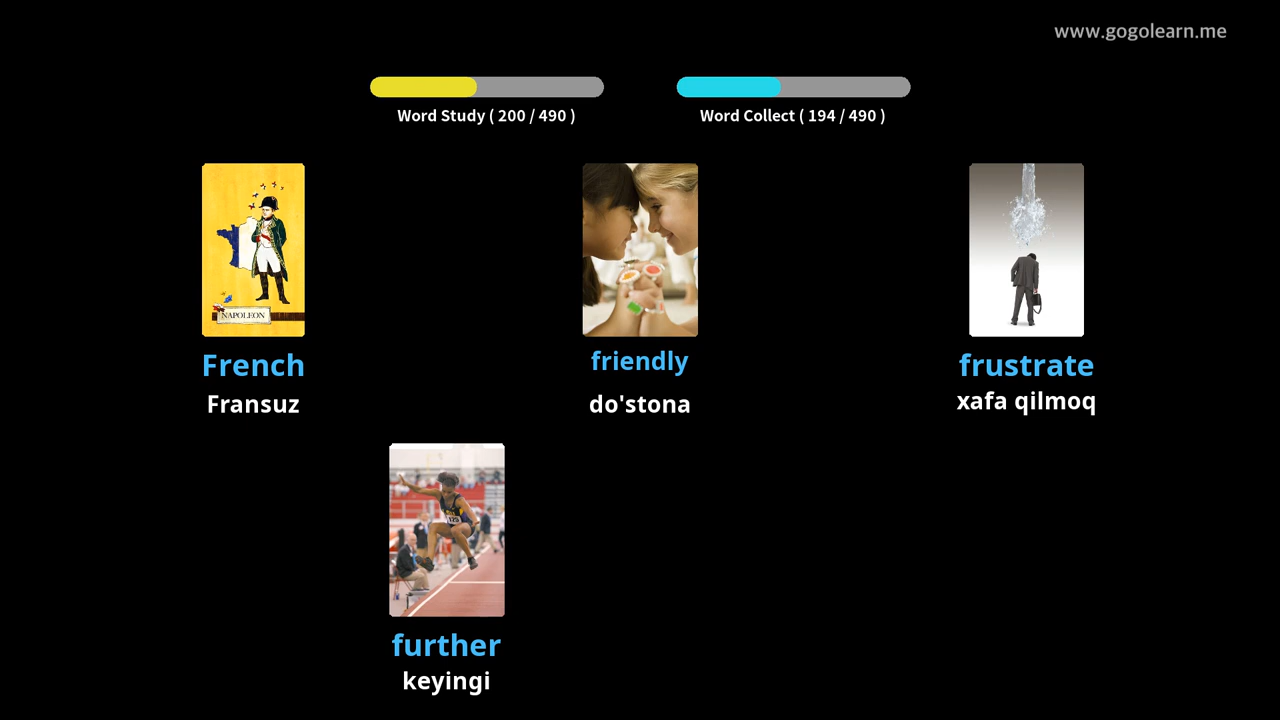 www.gogolearn.me
Word Study ( 200 / 490 )
Word Collect ( 194 / 490 )
NAPOLEON
French
friendly
frustrate
Fransuz
do'stona
xafa qilmoq
further
keyingi